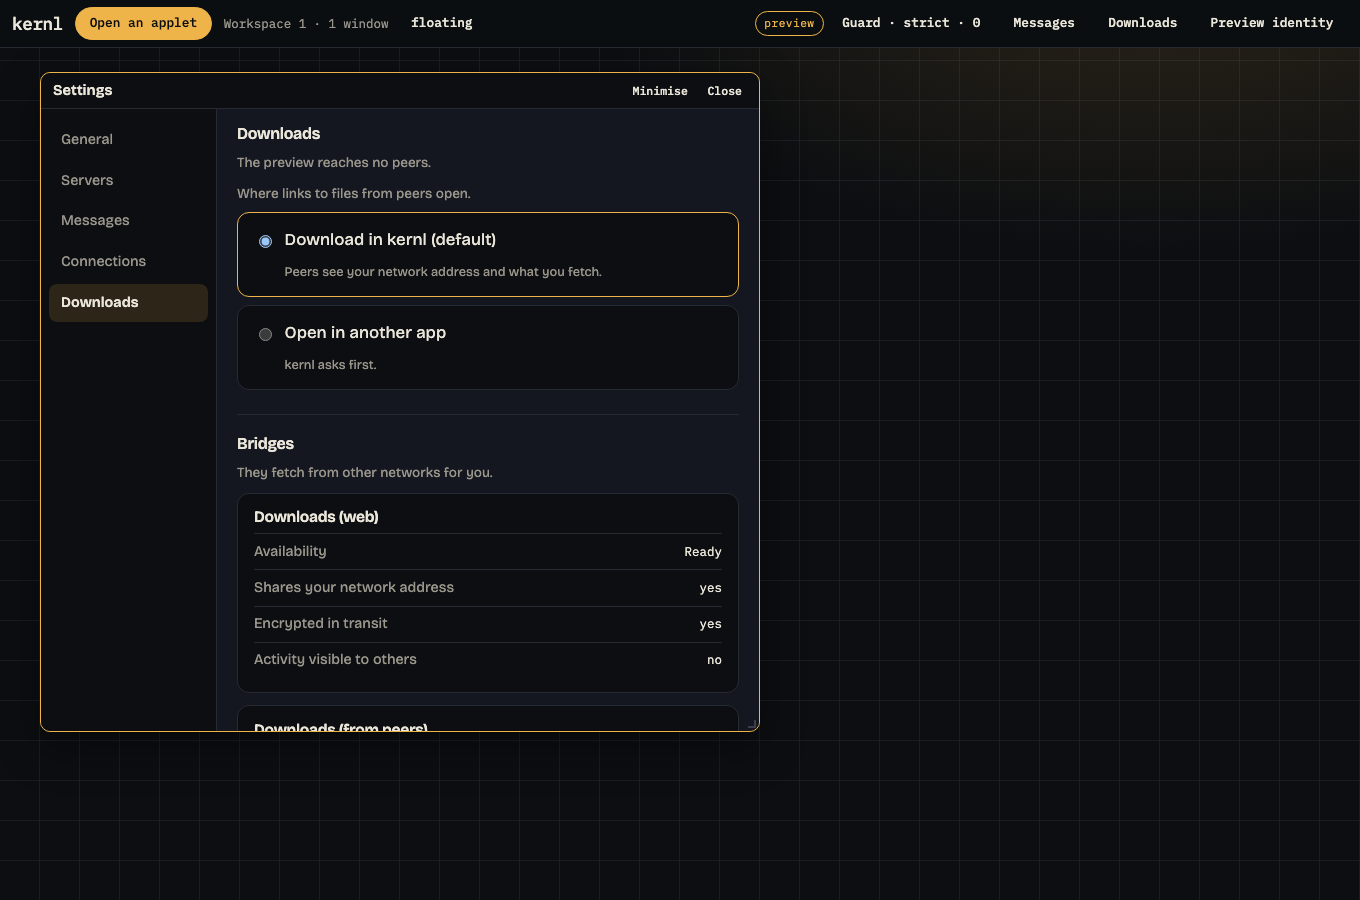 kernl
Open an applet
Workspace 1 · 1 window
floating
preview
Guard · strict · 0
Messages
Downloads
Preview identity
Settings
Minimise
Close
General
Servers
Messages
Connections
Downloads
Downloads
The preview reaches no peers.
Where links to files from peers open.
Download in kernl (default)
Peers see your network address and what you fetch.
Open in another app
kernl asks first.
Bridges
They fetch from other networks for you.
Downloads (web)
Availability Ready
Shares your network address yes
Encrypted in transit yes
Activity visible to others no
Downloads (from peers)